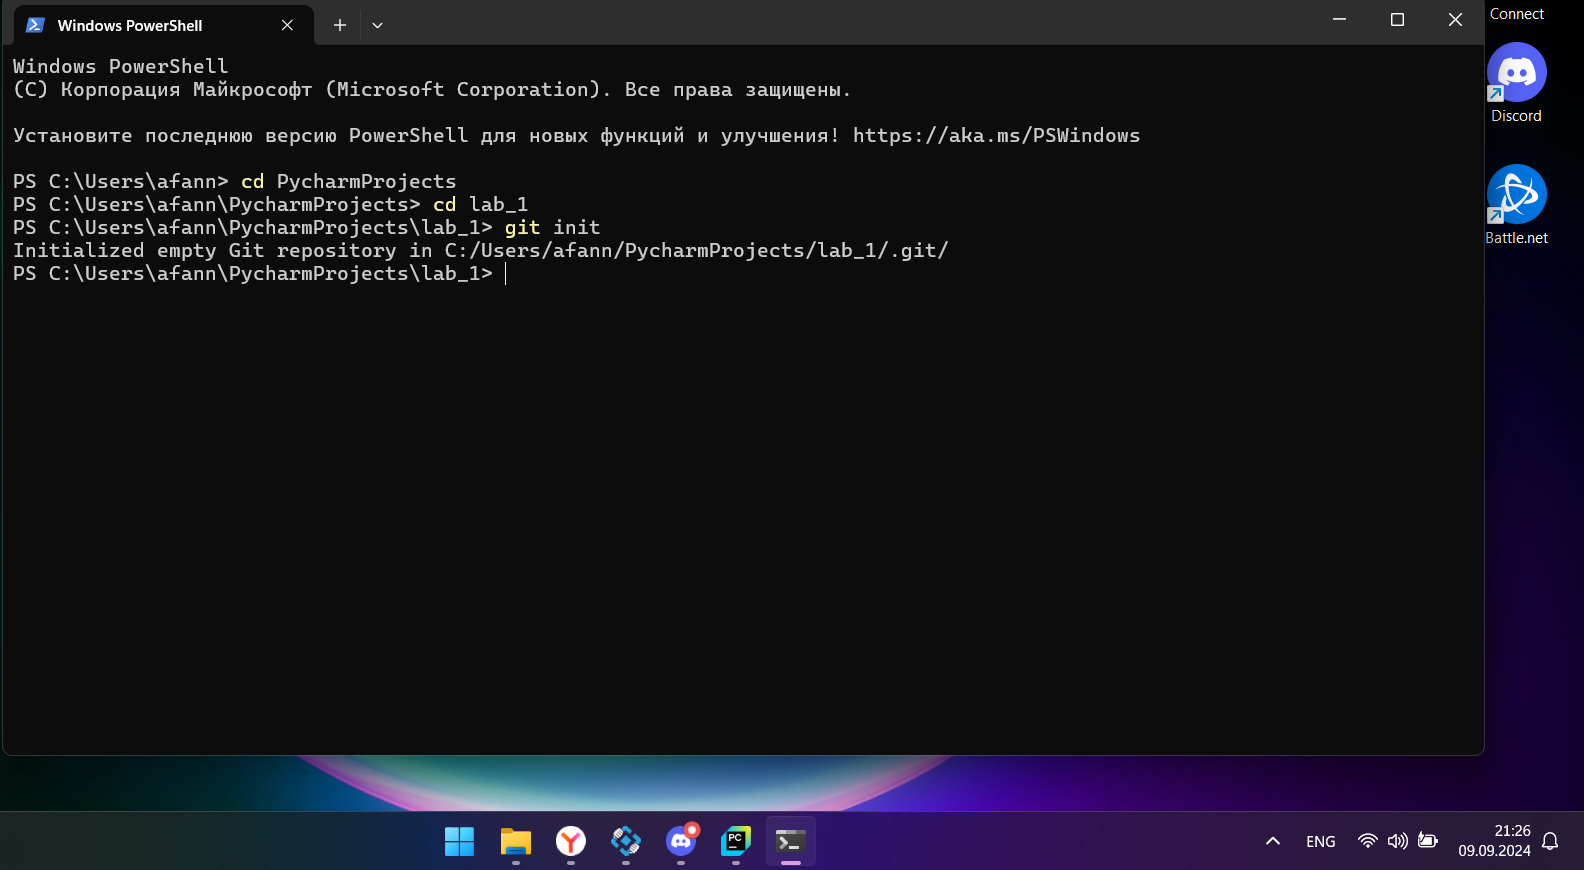 Windows PowerShell
Windows PowerShell
(C) Корпорация Майкрософт (Microsoft Corporation). Все права защищены.
Установите последнюю версию PowerShell для новых функций и улучшения! https://aka.ms/PSWindows
PS C:\Users\afann> cd PycharmProjects
PS C:\Users\afann\PycharmProjects> cd lab_1
PS C:\Users\afann\PycharmProjects\lab_1> git init
Initialized empty Git repository in C:/Users/afann/PycharmProjects/lab_1/.git/
PS C:\Users\afann\PycharmProjects\lab_1>
Connect
Discord
Battle.net
PC
ENG
21:26
09.09.2024